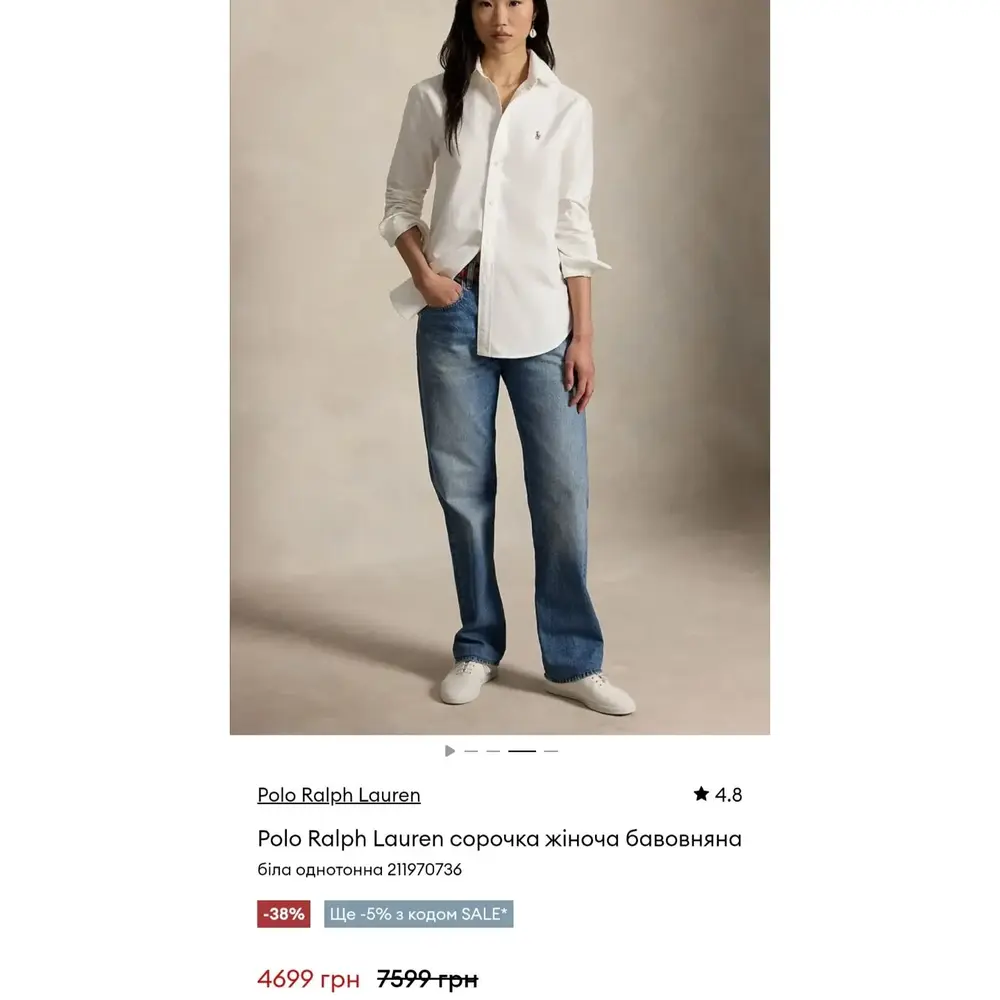 Polo Ralph Lauren
★ 4.8
Polo Ralph Lauren сорочка жіноча бавовняна
біла однотонна 211970736
-38% Ще -5% з кодом SALE*
4699 грн 7599 грн